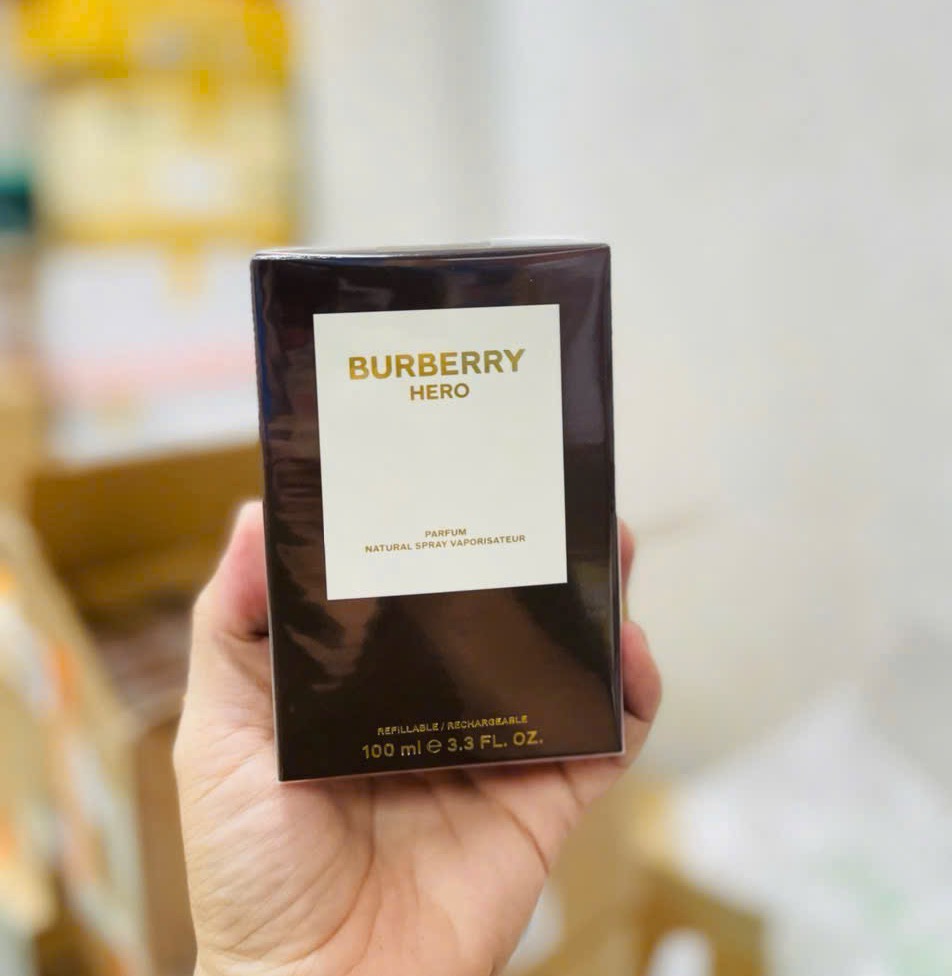 BURBERRY
HERO
PARFUM
NATURAL SPRAY VAPORISATEUR
REFILLABLE / RECHARGEABLE
100 ml ℮ 3.3 FL. OZ.